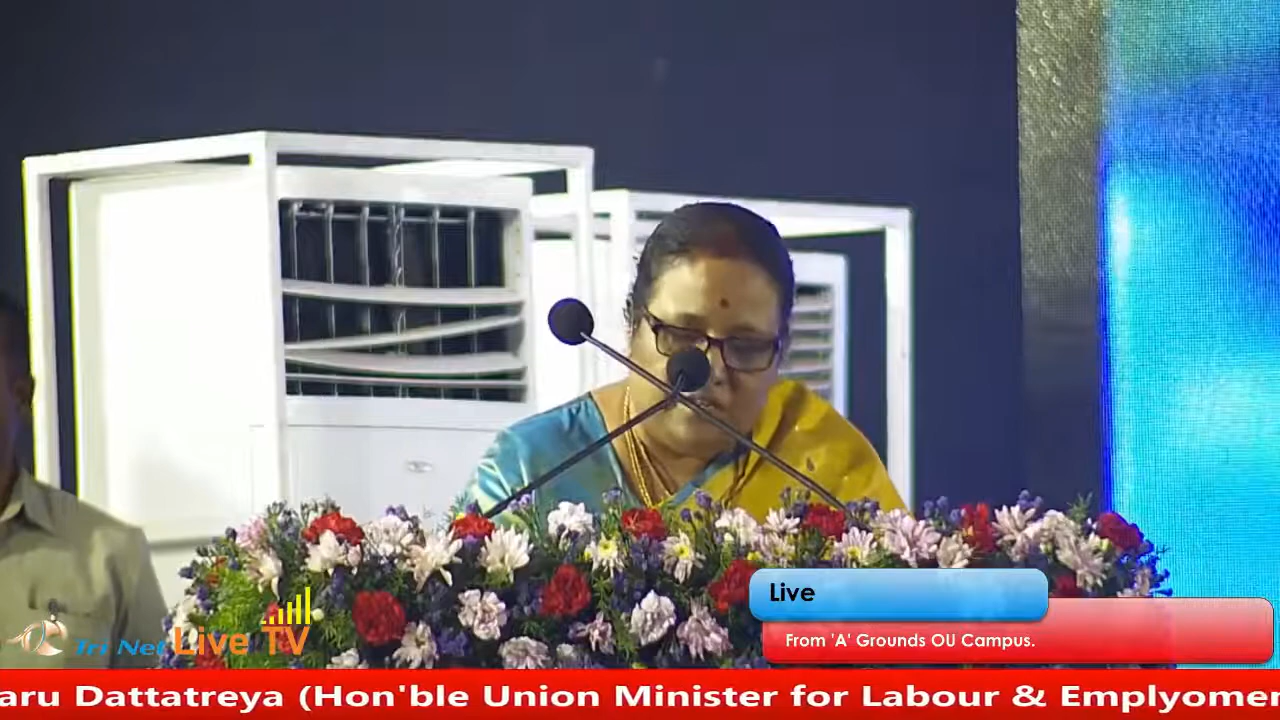 Live
From 'A' Grounds OU Campus.
Tri Net Live TV
aru Dattatreya (Hon'ble Union Minister for Labour & Emplyomen